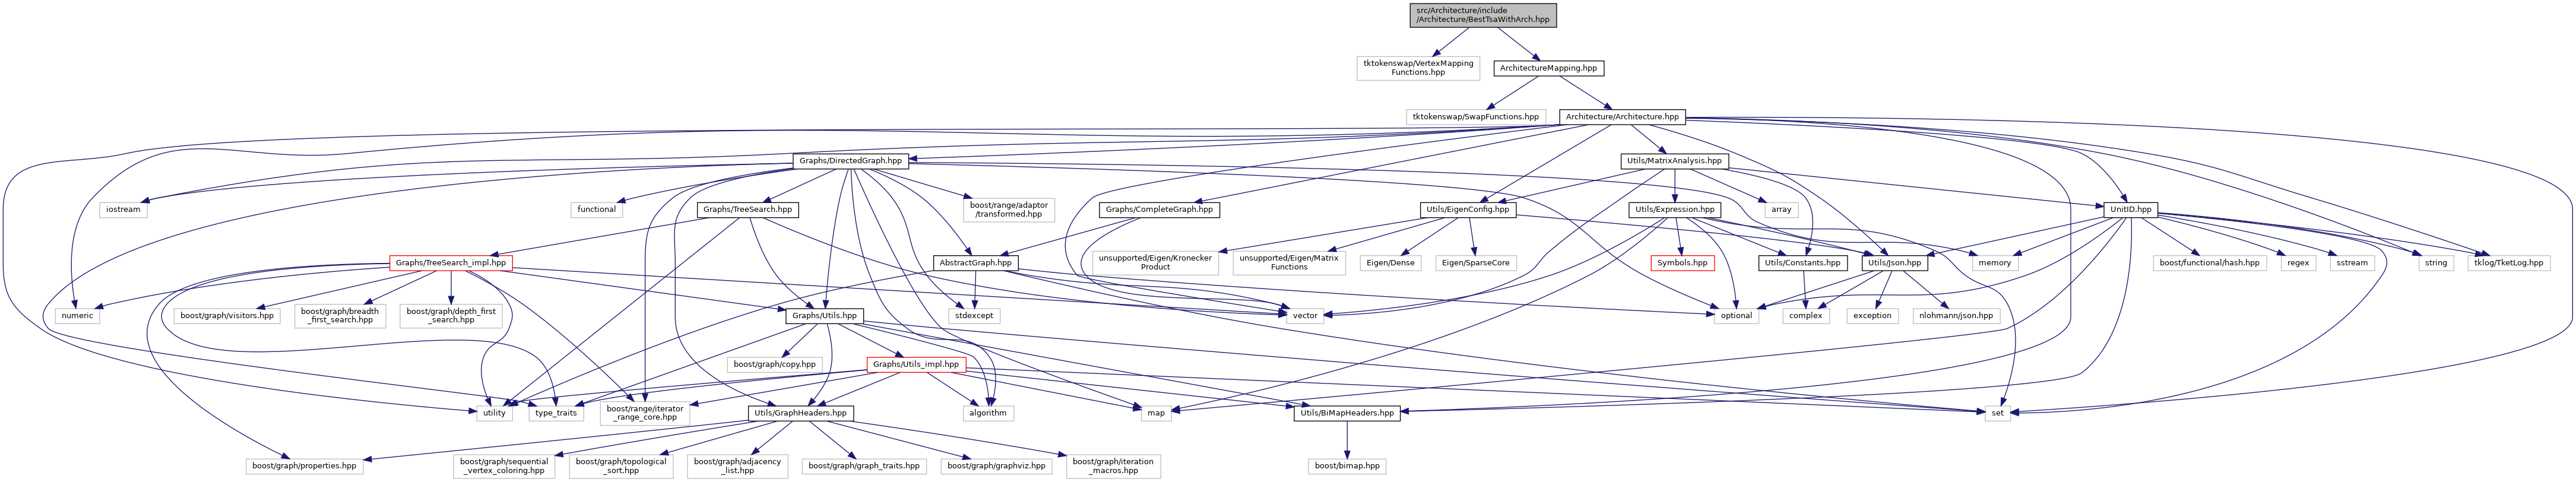 src/Architecture/include
/Architecture/BestTsaWithArch.hpp
tktokenswap/VertexMapping
Functions.hpp
ArchitectureMapping.hpp
tktokenswap/SwapFunctions.hpp
Architecture/Architecture.hpp
Graphs/DirectedGraph.hpp
Utils/MatrixAnalysis.hpp
iostream
functional
Graphs/TreeSearch.hpp
boost/range/adaptor
/transformed.hpp
Graphs/CompleteGraph.hpp
Utils/EigenConfig.hpp
Utils/Expression.hpp
array
UnitID.hpp
Graphs/TreeSearch_impl.hpp
AbstractGraph.hpp
unsupported/Eigen/Kronecker
Product
unsupported/Eigen/Matrix
Functions
Eigen/Dense
Eigen/SparseCore
Symbols.hpp
Utils/Constants.hpp
Utils/Json.hpp
memory
boost/functional/hash.hpp
regex
sstream
string
tklog/TketLog.hpp
numeric
boost/graph/visitors.hpp
boost/graph/breadth
_first_search.hpp
boost/graph/depth_first
_search.hpp
Graphs/Utils.hpp
stdexcept
vector
optional
complex
exception
nlohmann/json.hpp
boost/graph/copy.hpp
Graphs/Utils_impl.hpp
utility
type_traits
boost/range/iterator
_range_core.hpp
Utils/GraphHeaders.hpp
algorithm
map
Utils/BiMapHeaders.hpp
set
boost/graph/properties.hpp
boost/graph/sequential
_vertex_coloring.hpp
boost/graph/topological
_sort.hpp
boost/graph/adjacency
_list.hpp
boost/graph/graph_traits.hpp
boost/graph/graphviz.hpp
boost/graph/iteration
_macros.hpp
boost/bimap.hpp